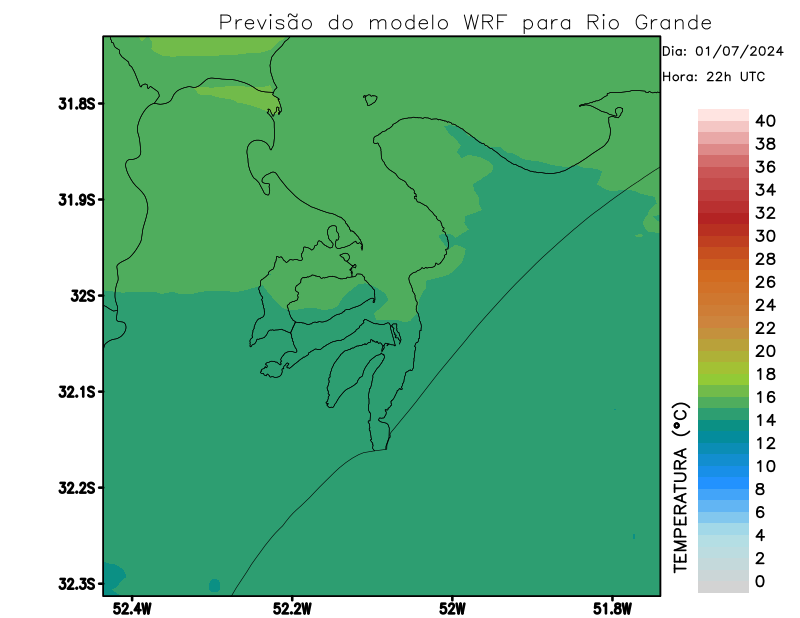 Previsão do modelo WRF para Rio Grande
Dia: 01/07/2024
Hora: 22h UTC
31.8S
31.9S
32S
32.1S
32.2S
32.3S
52.4W
52.2W
52W
51.8W
TEMPERATURA (ºC)
40
38
36
34
32
30
28
26
24
22
20
18
16
14
12
10
8
6
4
2
0